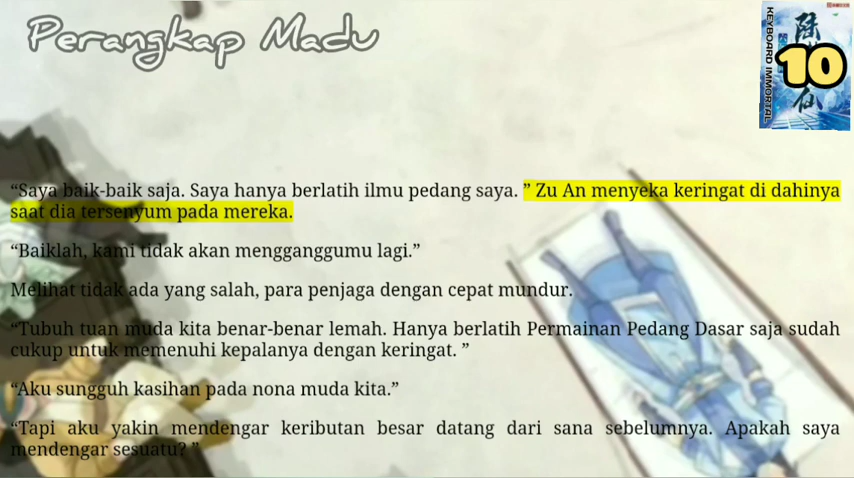 Perangkap Madu
KEYBOARD IMMORTAL
10
“Saya baik-baik saja. Saya hanya berlatih ilmu pedang saya. ” Zu An menyeka keringat di dahinya
saat dia tersenyum pada mereka.
“Baiklah, kami tidak akan mengganggumu lagi.”
Melihat tidak ada yang salah, para penjaga dengan cepat mundur.
“Tubuh tuan muda kita benar-benar lemah. Hanya berlatih Permainan Pedang Dasar saja sudah
cukup untuk memenuhi kepalanya dengan keringat. ”
“Aku sungguh kasihan pada nona muda kita.”
“Tapi aku yakin mendengar keributan besar datang dari sana sebelumnya. Apakah saya
mendengar sesuatu? ”